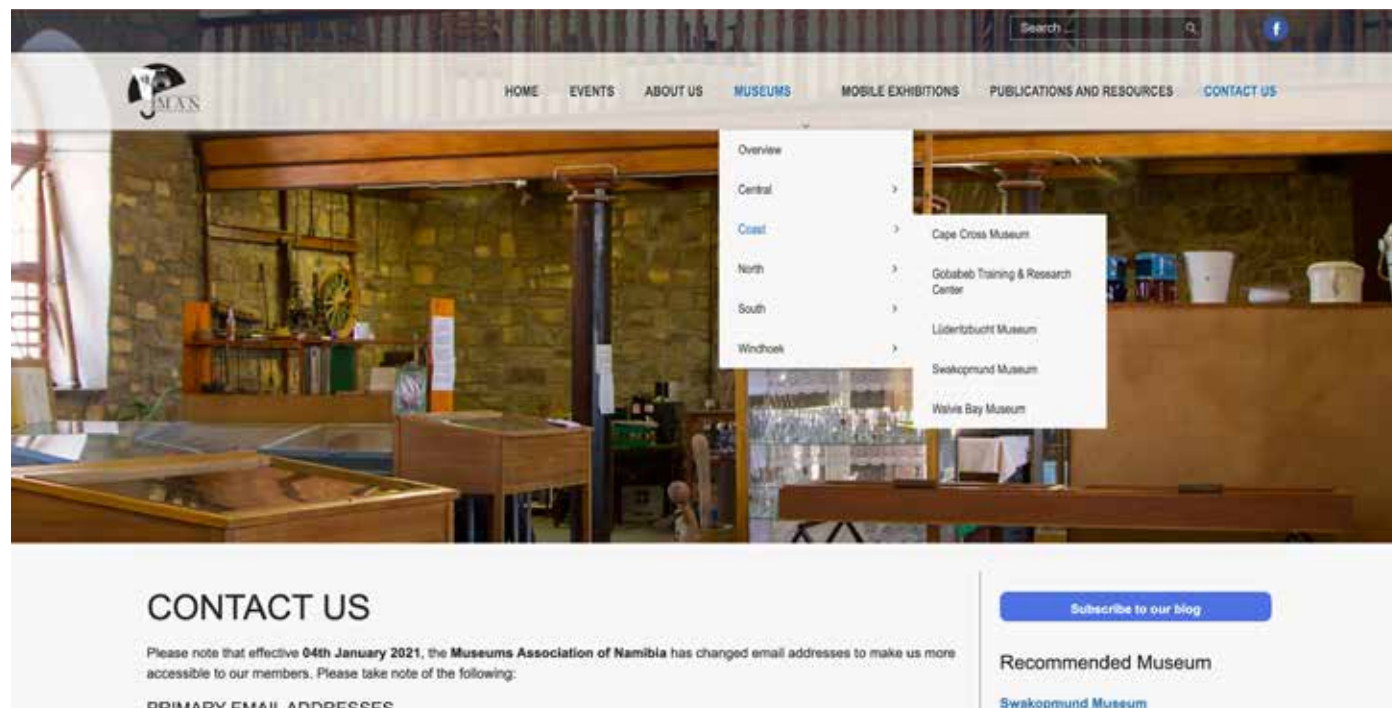 Search ...
f
MAN
HOME EVENTS ABOUT US MUSEUMS MOBILE EXHIBITIONS PUBLICATIONS AND RESOURCES CONTACT US
Overview
Central
Coast
North
South
Windhoek
Cape Cross Museum
Gobabeb Training & Research
Center
Lüderitzbucht Museum
Swakopmund Museum
Walvis Bay Museum
CONTACT US
Please note that effective 04th January 2021, the Museums Association of Namibia has changed email addresses to make us more
accessible to our members. Please take note of the following:
PRIMARY EMAIL ADDRESSES
Subscribe to our blog
Recommended Museum
Swakopmund Museum